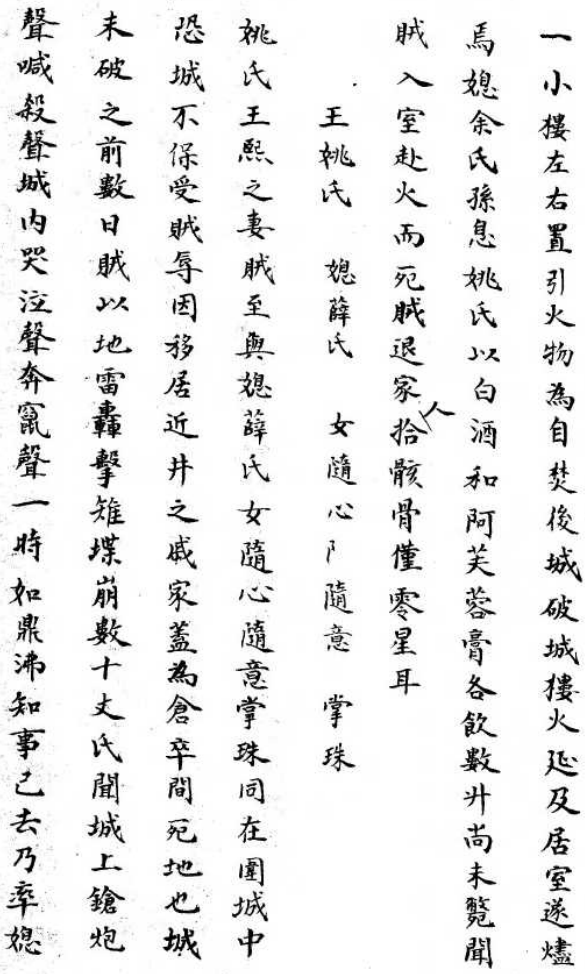 一小樓左右置引火物為自焚後城破城樓火延及居室遂燼
焉媳余氏孫息姚氏以白酒和阿芙蓉膏各飲數升尚未斃聞
賊入室赴火而死賊退家人拾骸骨僅零星耳
王姚氏 媳薛氏 女隨心 隨意 掌珠
姚氏王熙之妻賊至與媳薛氏女隨心隨意掌珠同在圍城中
恐城不保受賊辱因移居近井之戚家蓋為倉卒間死地也城
未破之前數日賊以地雷轟擊雉堞崩數十丈氏聞城上鎗炮
聲喊殺聲城內哭泣聲奔竄聲一時如鼎沸知事已去乃率媳